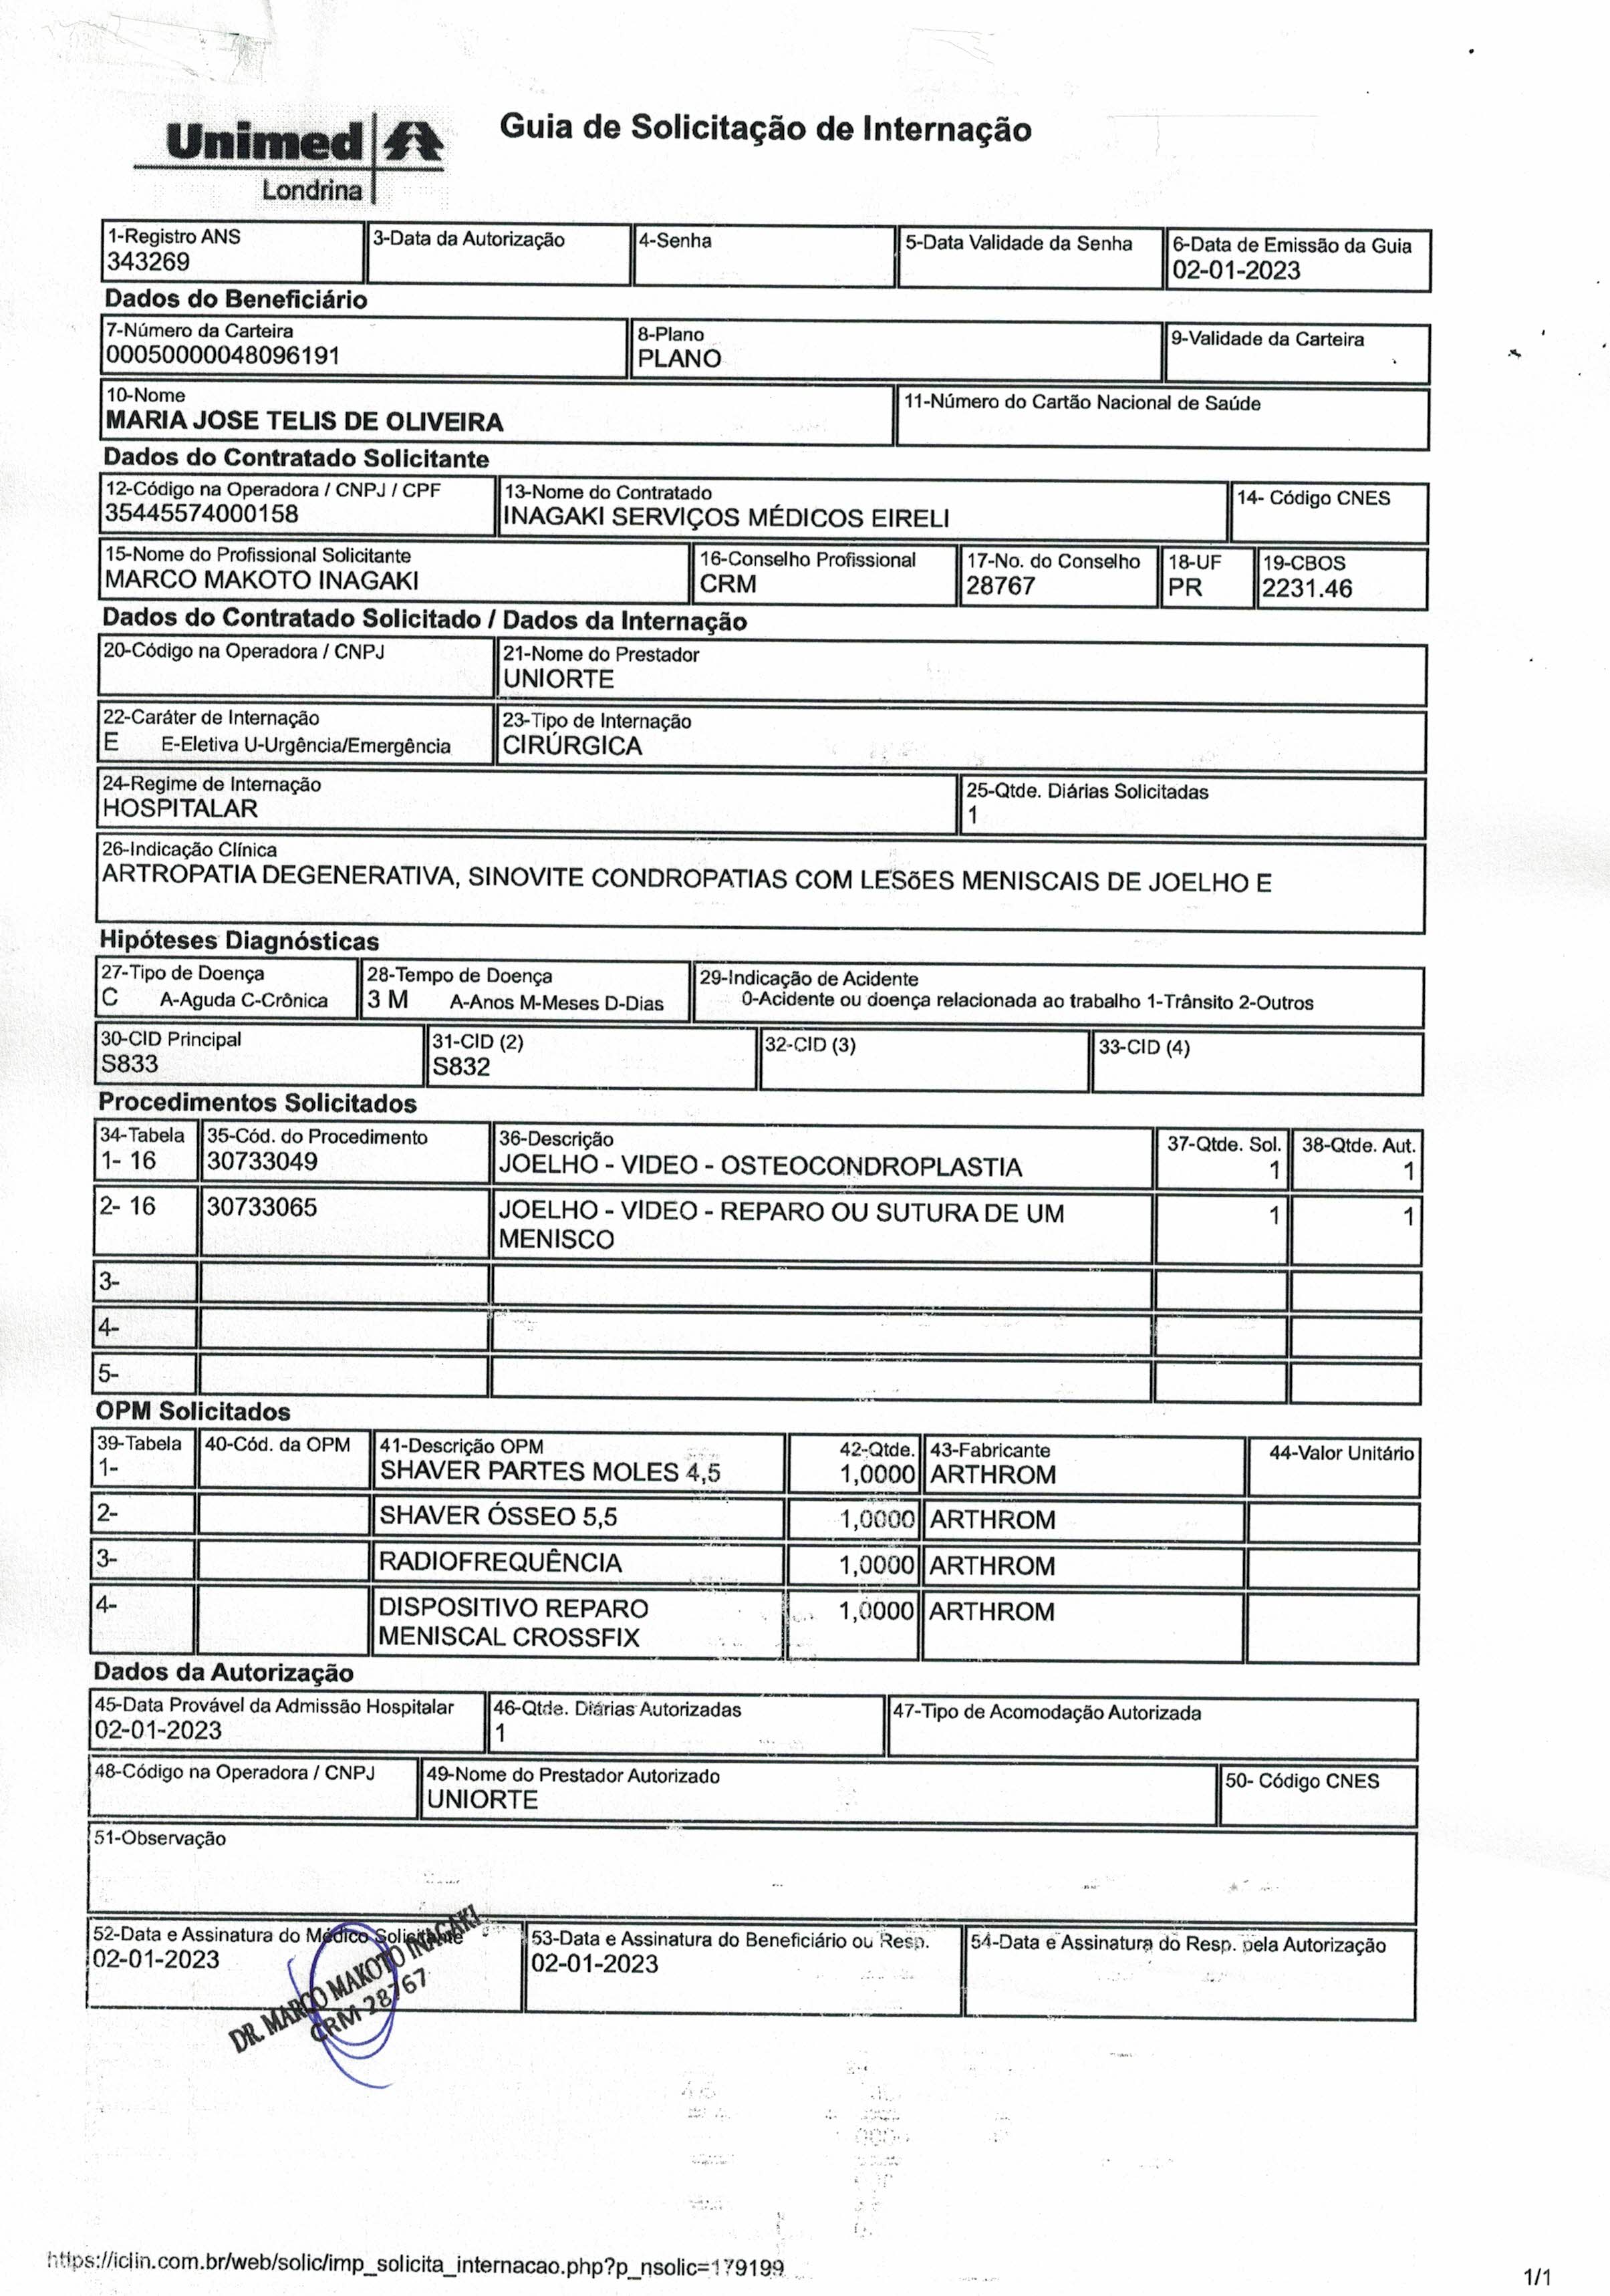 Unimed
Londrina
Guia de Solicitação de Internação
1-Registro ANS
343269
3-Data da Autorização
4-Senha
5-Data Validade da Senha
6-Data de Emissão da Guia
02-01-2023
Dados do Beneficiário
7-Número da Carteira
00050000048096191
8-Plano
PLANO
9-Validade da Carteira
10-Nome
MARIA JOSE TELIS DE OLIVEIRA
11-Número do Cartão Nacional de Saúde
Dados do Contratado Solicitante
12-Código na Operadora / CNPJ / CPF
35445574000158
13-Nome do Contratado
INAGAKI SERVIÇOS MÉDICOS EIRELI
14- Código CNES
15-Nome do Profissional Solicitante
MARCO MAKOTO INAGAKI
16-Conselho Profissional
CRM
17-No. do Conselho
28767
18-UF
PR
19-CBOS
2231.46
Dados do Contratado Solicitado / Dados da Internação
20-Código na Operadora / CNPJ
21-Nome do Prestador
UNIORTE
22-Caráter de Internação
E E-Eletiva U-Urgência/Emergência
23-Tipo de Internação
CIRÚRGICA
24-Regime de Internação
HOSPITALAR
25-Qtde. Diárias Solicitadas
1
26-Indicação Clínica
ARTROPATIA DEGENERATIVA, SINOVITE CONDROPATIAS COM LESõES MENISCAIS DE JOELHO E
Hipóteses Diagnósticas
27-Tipo de Doença
C A-Aguda C-Crônica
28-Tempo de Doença
3 M A-Anos M-Meses D-Dias
29-Indicação de Acidente
0-Acidente ou doença relacionada ao trabalho 1-Trânsito 2-Outros
30-CID Principal
S833
31-CID (2)
S832
32-CID (3)
33-CID (4)
Procedimentos Solicitados
34-Tabela 35-Cód. do Procedimento 36-Descrição 37-Qtde. Sol. 38-Qtde. Aut.
1- 16 30733049 JOELHO - VIDEO - OSTEOCONDROPLASTIA 1 1
2- 16 30733065 JOELHO - VIDEO - REPARO OU SUTURA DE UM 1 1
MENISCO
3-
4-
5-
OPM Solicitados
39-Tabela 40-Cód. da OPM 41-Descrição OPM 42-Qtde. 43-Fabricante 44-Valor Unitário
1- SHAVER PARTES MOLES 4,5 1,0000 ARTHROM
2- SHAVER ÓSSEO 5,5 1,0000 ARTHROM
3- RADIOFREQUÊNCIA 1,0000 ARTHROM
4- DISPOSITIVO REPARO 1,0000 ARTHROM
MENISCAL CROSSFIX
Dados da Autorização
45-Data Provável da Admissão Hospitalar
02-01-2023
46-Qtde. Diárias Autorizadas
1
47-Tipo de Acomodação Autorizada
48-Código na Operadora / CNPJ
49-Nome do Prestador Autorizado
UNIORTE
50- Código CNES
51-Observação
52-Data e Assinatura do Médico Solicitante
02-01-2023
53-Data e Assinatura do Beneficiário ou Resp.
02-01-2023
54-Data e Assinatura do Resp. pela Autorização
DR. MARCO MAKOTO INAGAKI
CRM 28767
https://iclin.com.br/web/solic/imp_solicita_internacao.php?p_nsolic=179199
1/1